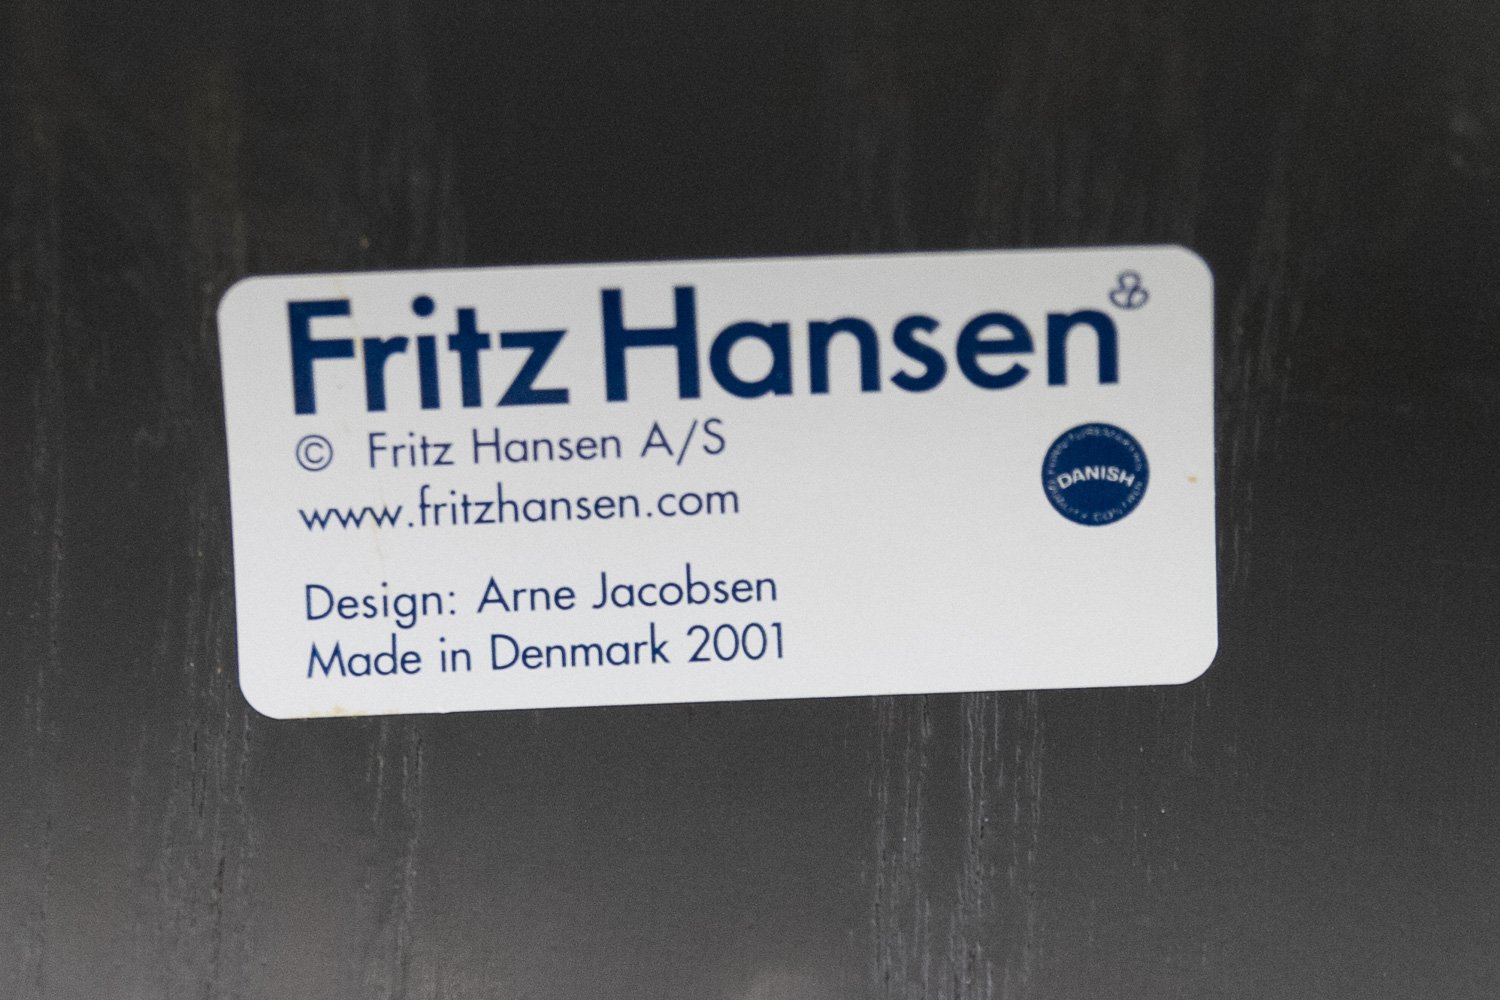 Fritz Hansen
© Fritz Hansen A/S
www.fritzhansen.com
DANISH
Design: Arne Jacobsen
Made in Denmark 2001